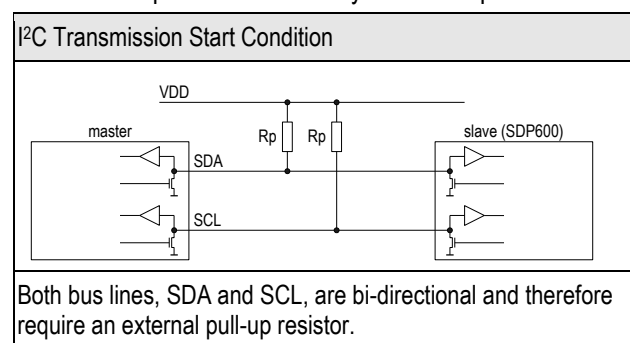 I²C Transmission Start Condition
VDD
master
Rp
Rp
slave (SDP600)
SDA
SCL
Both bus lines, SDA and SCL, are bi-directional and therefore
require an external pull-up resistor.